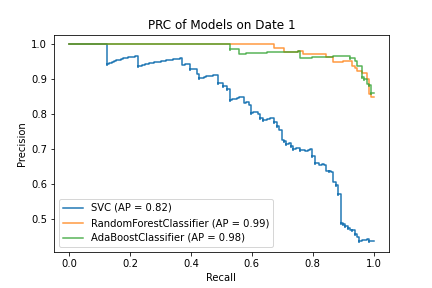 PRC of Models on Date 1
Precision
1.0
0.9
0.8
0.7
0.6
0.5
SVC (AP = 0.82)
RandomForestClassifier (AP = 0.99)
AdaBoostClassifier (AP = 0.98)
0.0 0.2 0.4 0.6 0.8 1.0
Recall